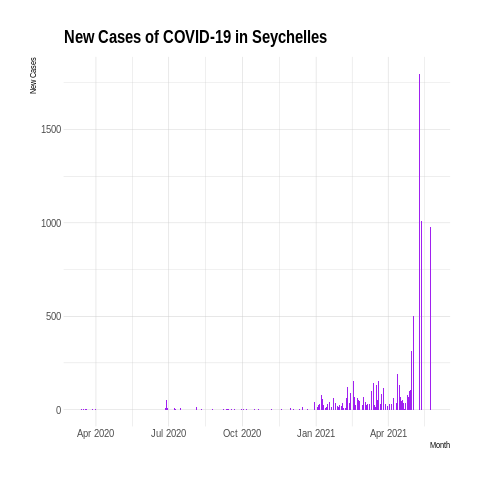 New Cases of COVID-19 in Seychelles
New Cases
1500
1000
500
0
Apr 2020 Jul 2020 Oct 2020 Jan 2021 Apr 2021
Month